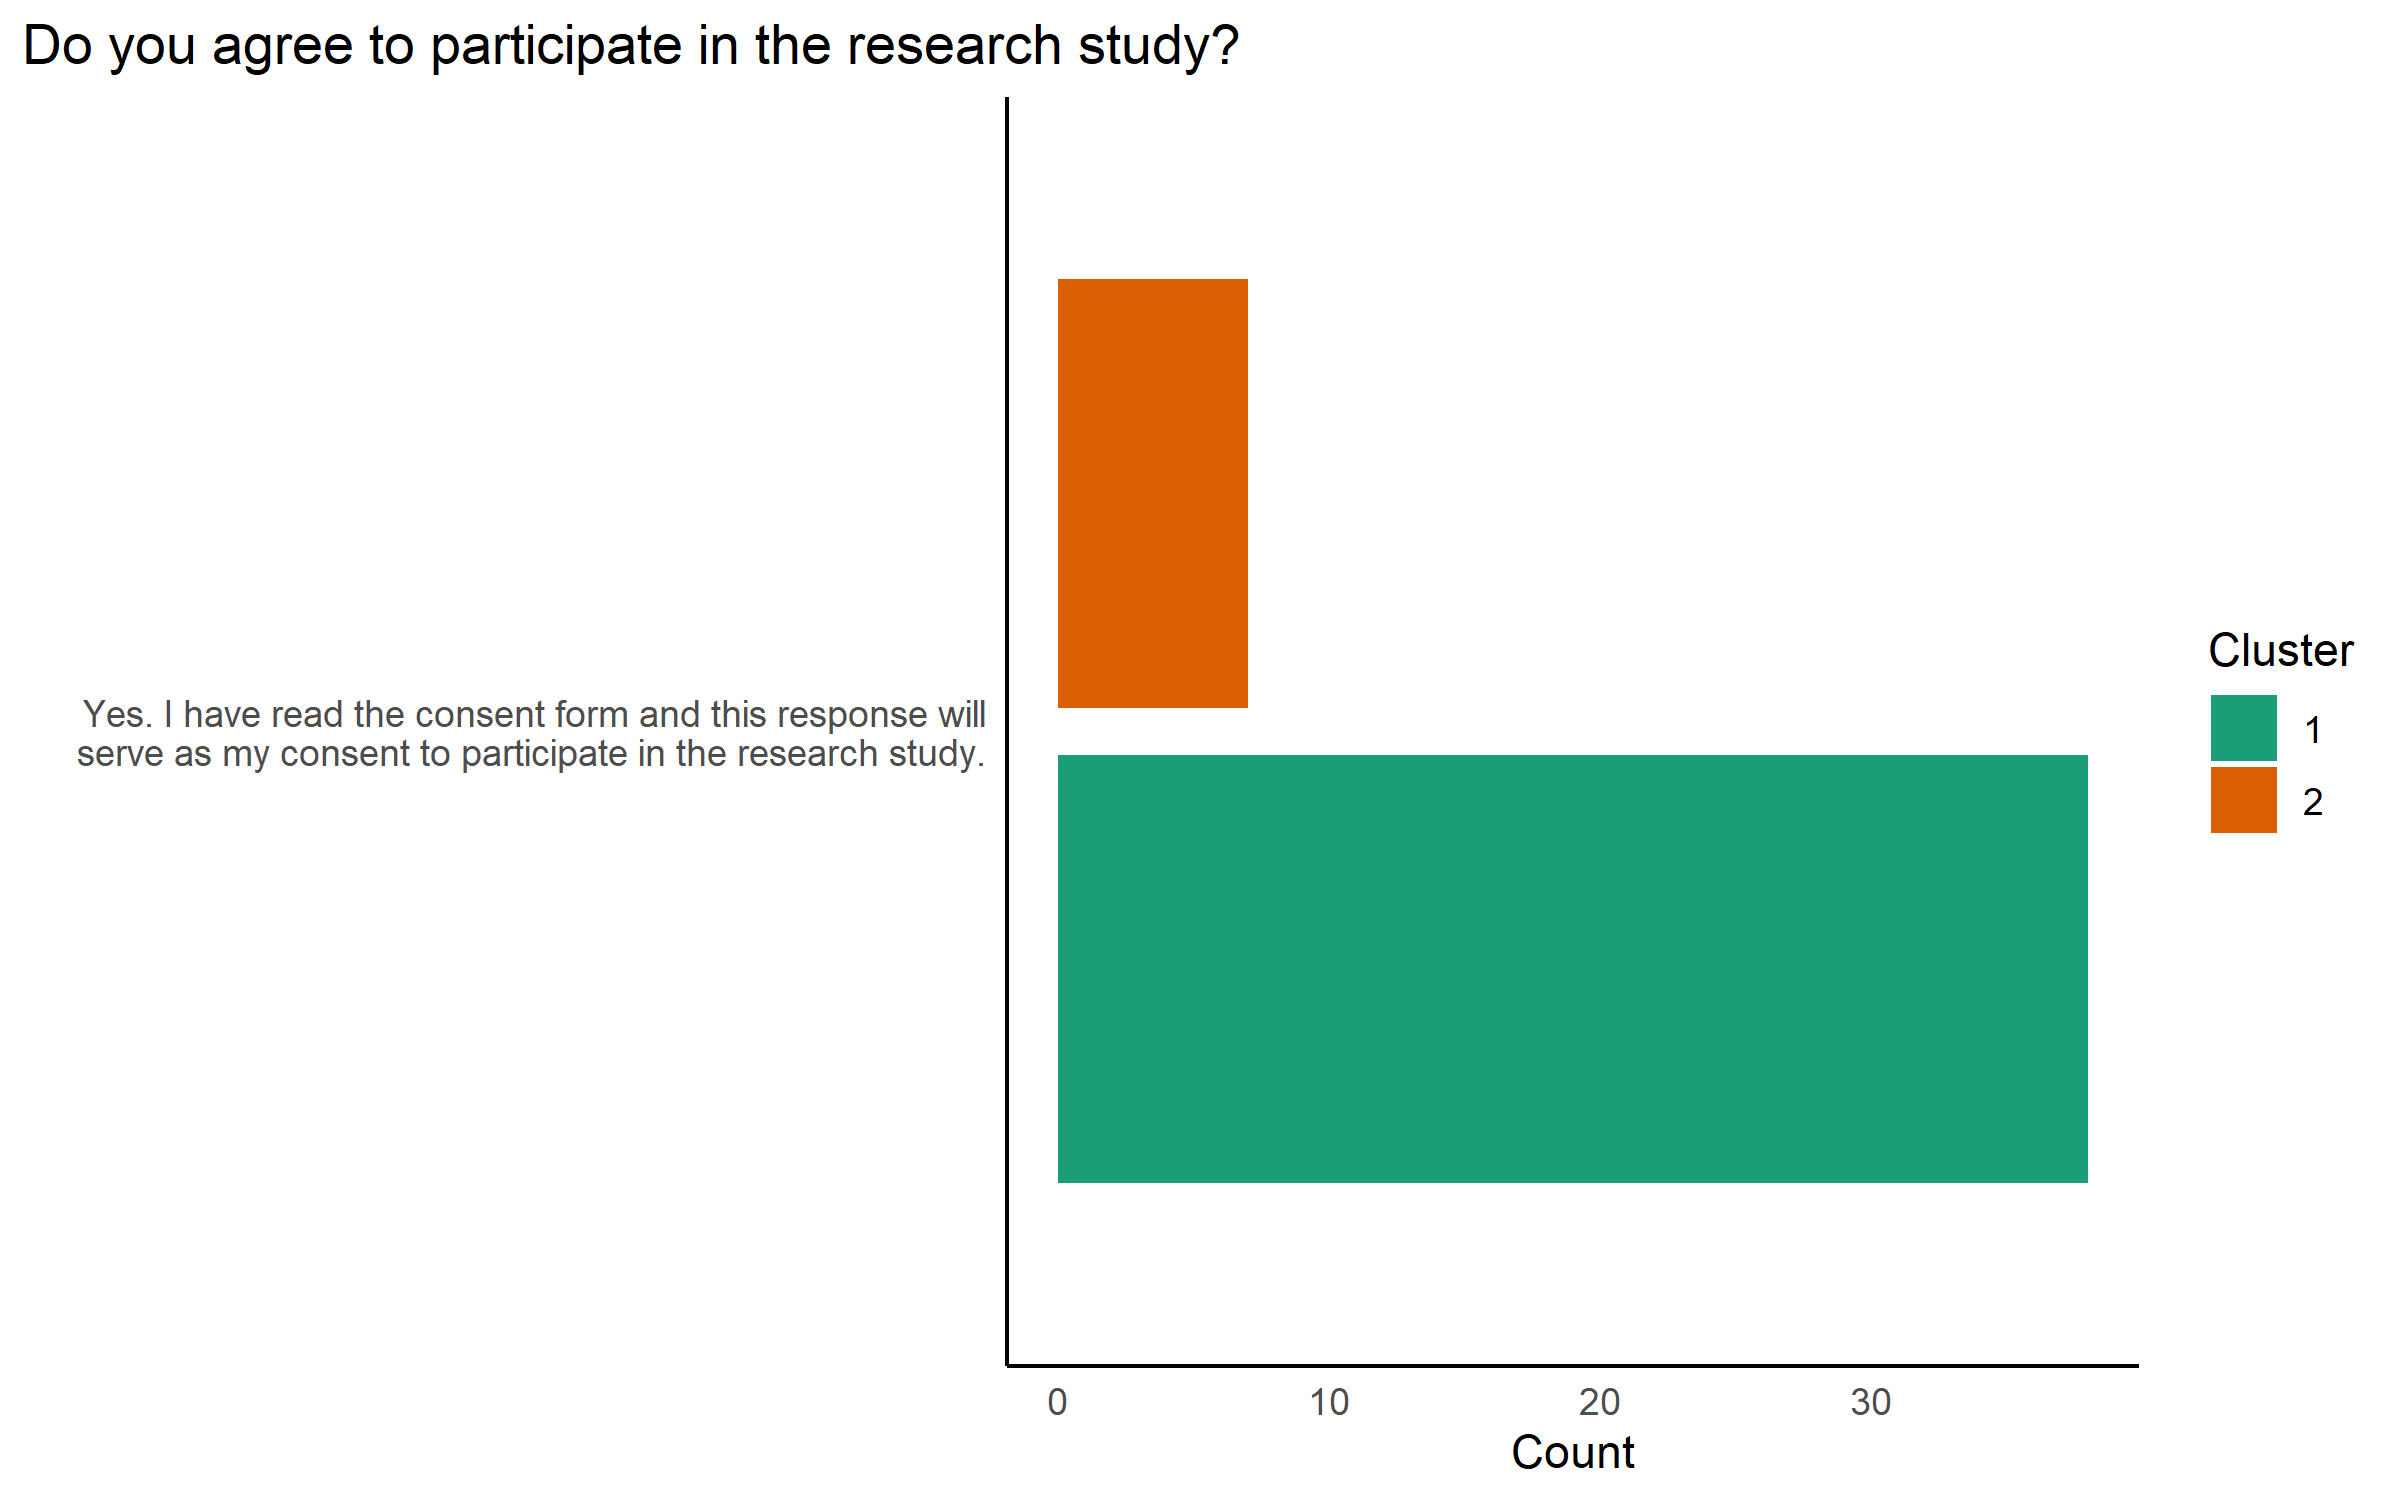 Do you agree to participate in the research study?
Yes. I have read the consent form and this response will
serve as my consent to participate in the research study.
Cluster
1
2
0 10 20 30
Count